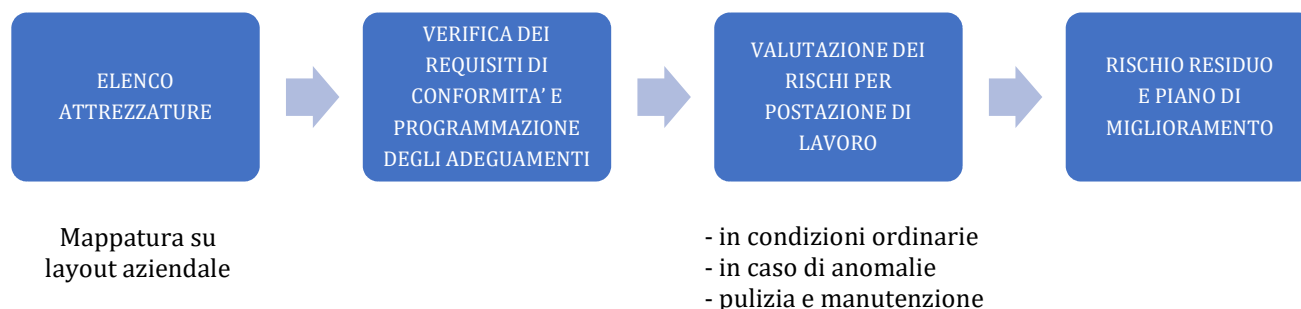 ELENCO
ATTREZZATURE
VERIFICA DEI
REQUISITI DI
CONFORMITA’ E
PROGRAMMAZIONE
DEGLI ADEGUAMENTI
VALUTAZIONE DEI
RISCHI PER
POSTAZIONE DI
LAVORO
RISCHIO RESIDUO
E PIANO DI
MIGLIORAMENTO
Mappatura su
layout aziendale
- in condizioni ordinarie
- in caso di anomalie
- pulizia e manutenzione